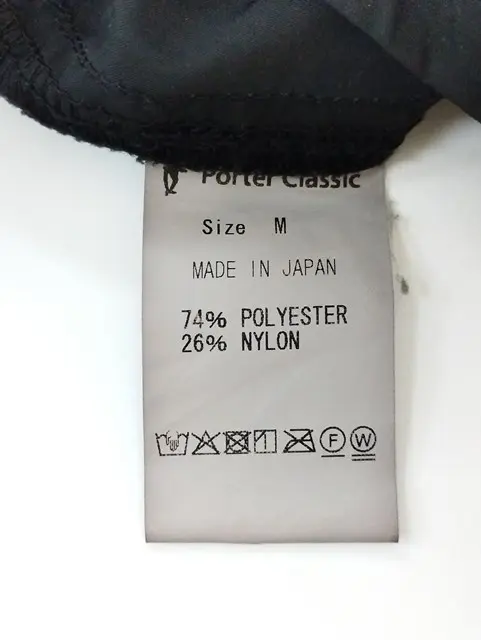 Porter Classic
Size M
MADE IN JAPAN
74% POLYESTER
26% NYLON
F W